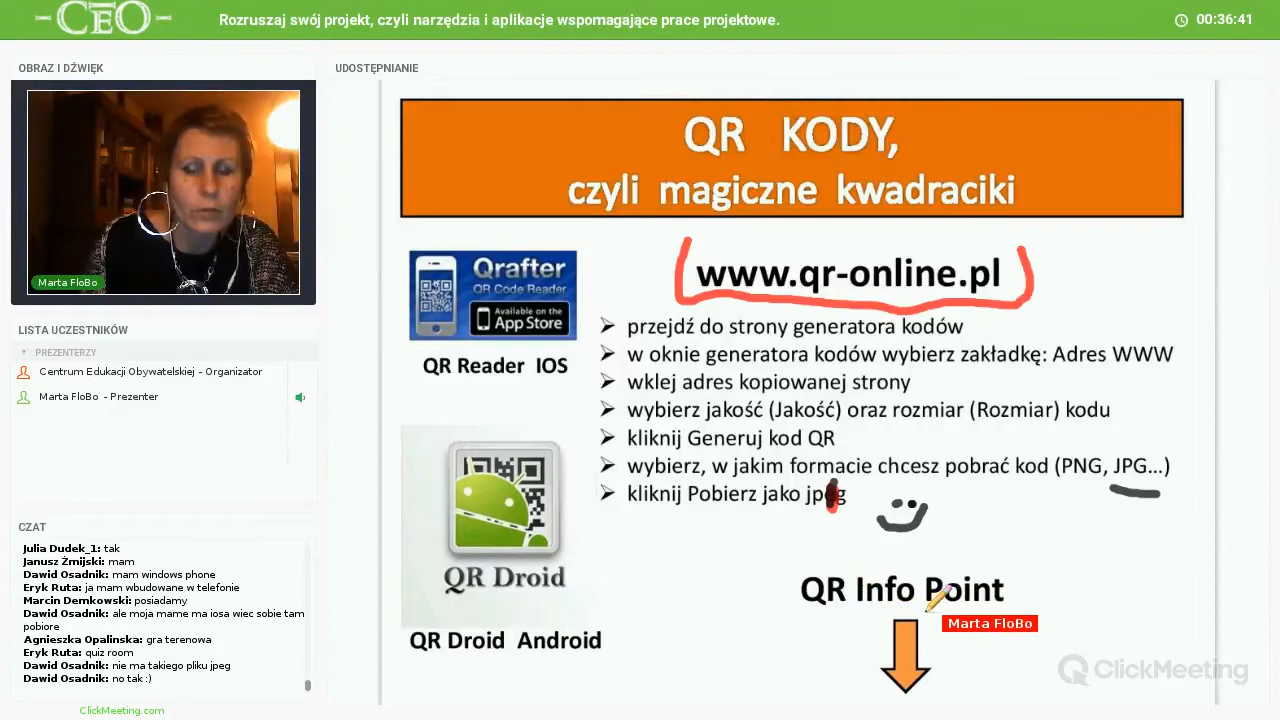 CEO
Rozruszaj swój projekt, czyli narzędzia i aplikacje wspomagające prace projektowe.
00:36:41
OBRAZ I DŹWIĘK
Marta FloBo
LISTA UCZESTNIKÓW
PREZENTERZY
Centrum Edukacji Obywatelskiej - Organizator
Marta FloBo - Prezenter
CZAT
Julia Dudek_1: tak
Janusz Żmijski: mam
Dawid Osadnik: mam windows phone
Eryk Ruta: ja mam wbudowane w telefonie
Marcin Demkowski: posiadamy
Dawid Osadnik: ale moja mame ma iosa wiec sobie tam
pobiore
Agnieszka Opalinska: gra terenowa
Eryk Ruta: quiz room
Dawid Osadnik: nie ma takiego pliku jpeg
Dawid Osadnik: no tak :)
ClickMeeting.com
UDOSTĘPNIANIE
QR KODY,
czyli magiczne kwadraciki
Qrafter
QR Code Reader
Available on the
App Store
QR Reader IOS
QR Droid
QR Droid Android
www.qr-online.pl
przejdź do strony generatora kodów
w oknie generatora kodów wybierz zakładkę: Adres WWW
wklej adres kopiowanej strony
wybierz jakość (Jakość) oraz rozmiar (Rozmiar) kodu
kliknij Generuj kod QR
wybierz, w jakim formacie chcesz pobrać kod (PNG, JPG...)
kliknij Pobierz jako jpeg
QR Info Point
Marta FloBo
ClickMeeting